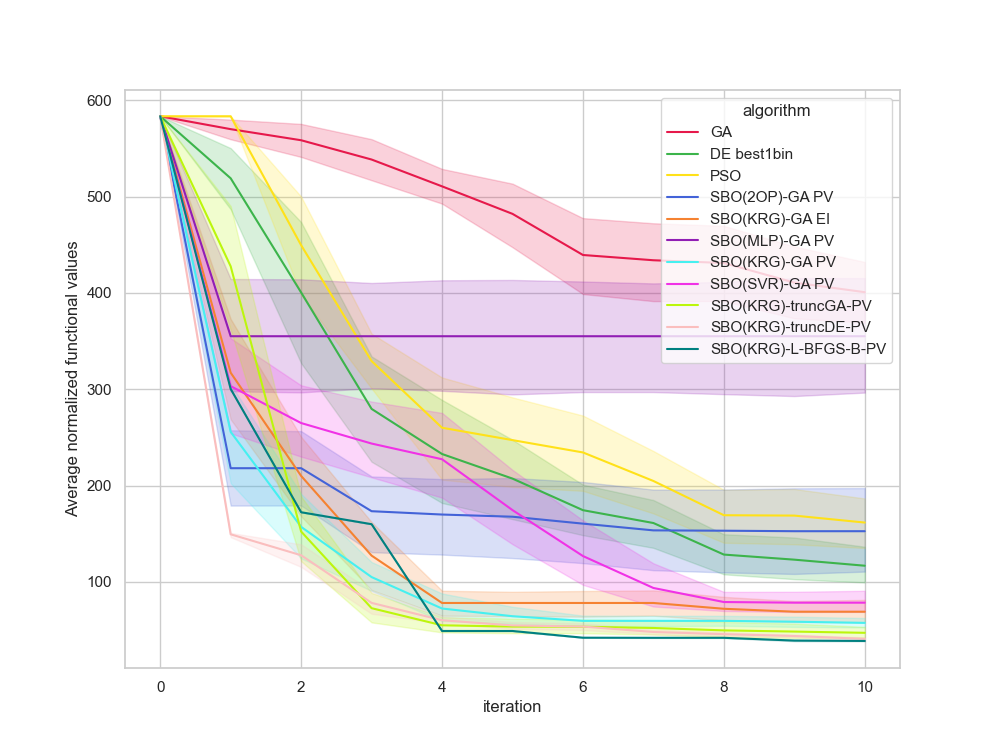 600
500
400
300
200
100
Average normalized functional values
0
2
4
6
8
10
iteration
algorithm
GA
DE best1bin
PSO
SBO(2OP)-GA PV
SBO(KRG)-GA EI
SBO(MLP)-GA PV
SBO(KRG)-GA PV
SBO(SVR)-GA PV
SBO(KRG)-truncGA-PV
SBO(KRG)-truncDE-PV
SBO(KRG)-L-BFGS-B-PV